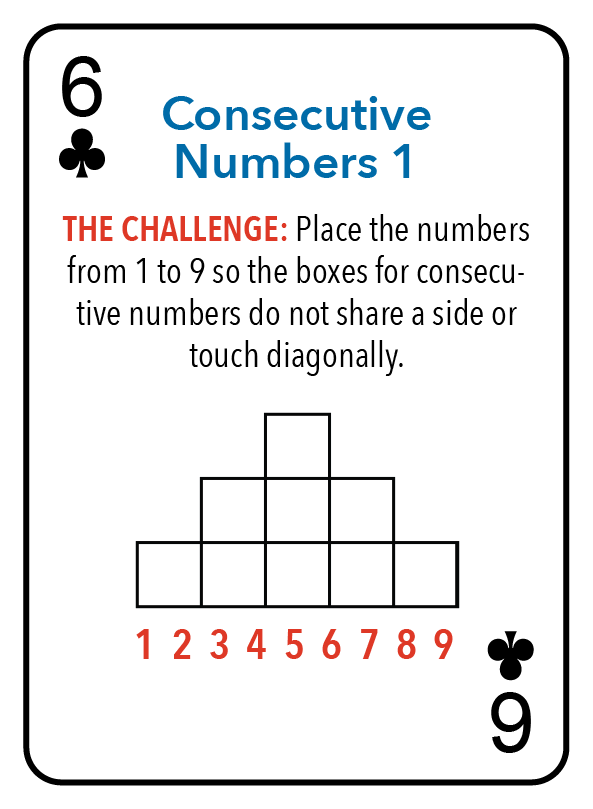 6
Consecutive
Numbers 1
THE CHALLENGE: Place the numbers
from 1 to 9 so the boxes for consecu-
tive numbers do not share a side or
touch diagonally.
1 2 3 4 5 6 7 8 9
6